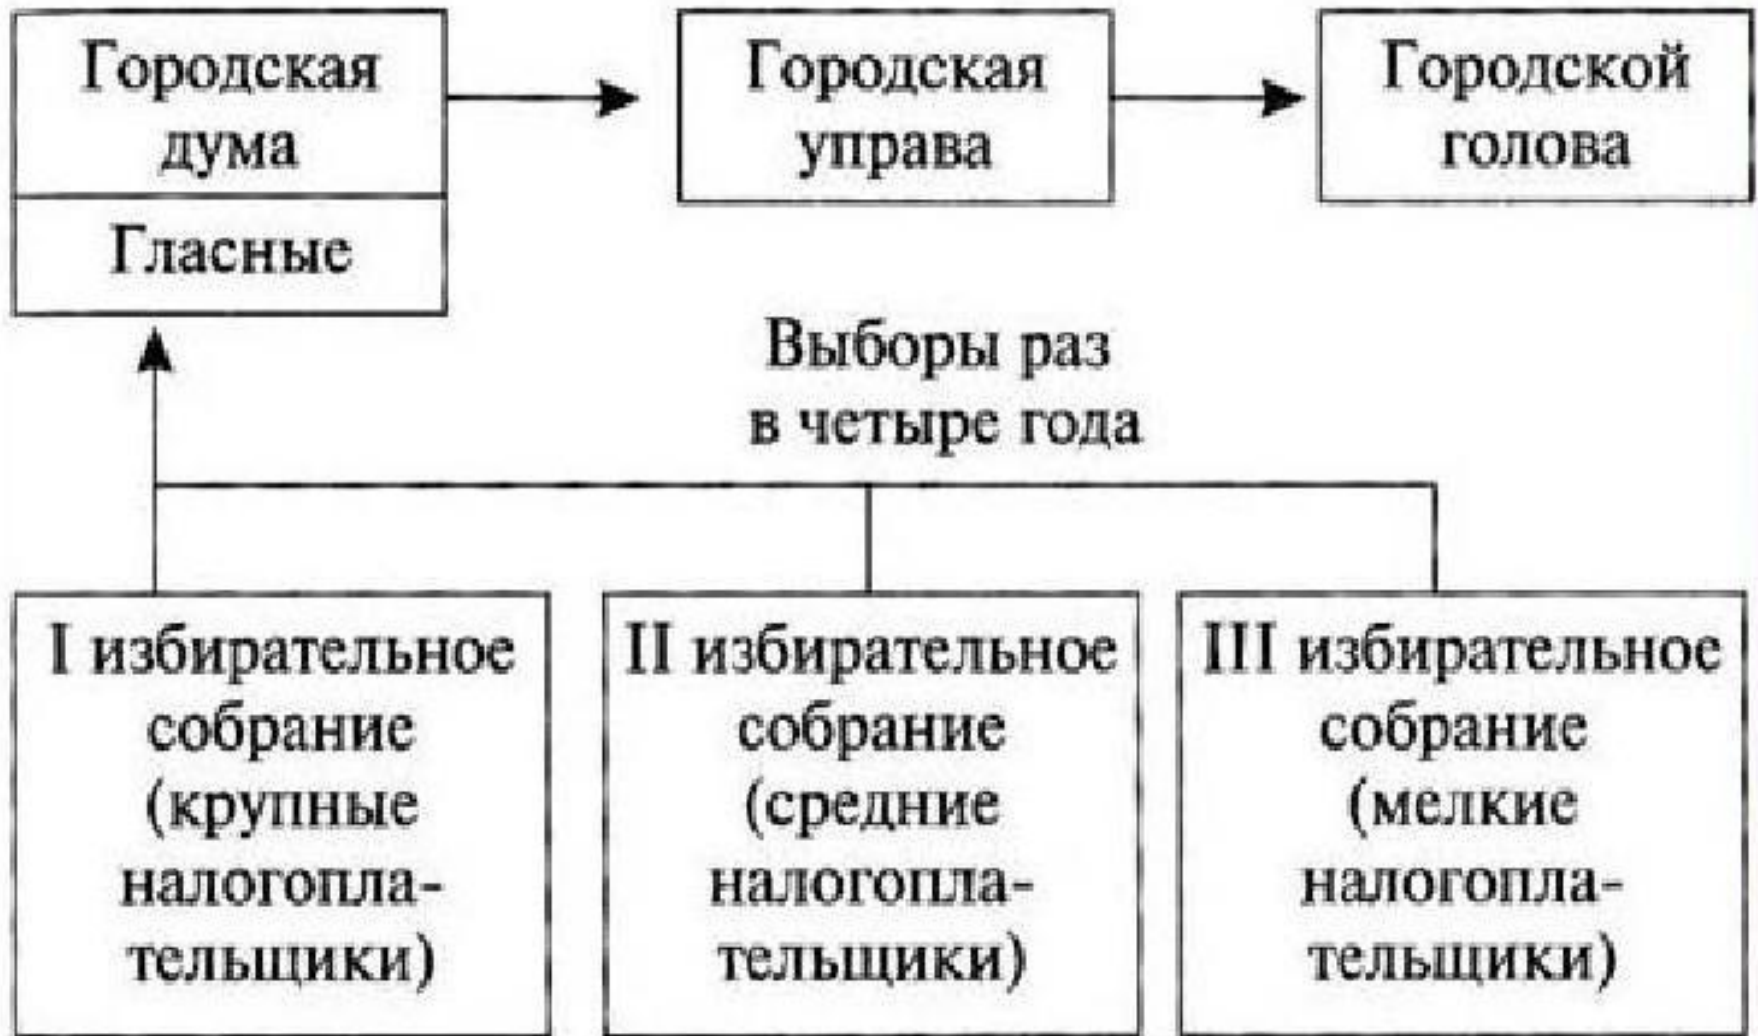 Городская
дума
Гласные
Городская
управа
Городской
голова
Выборы раз
в четыре года
I избирательное
собрание
(крупные
налогопла-
тельщики)
II избирательное
собрание
(средние
налогопла-
тельщики)
III избирательное
собрание
(мелкие
налогопла-
тельщики)